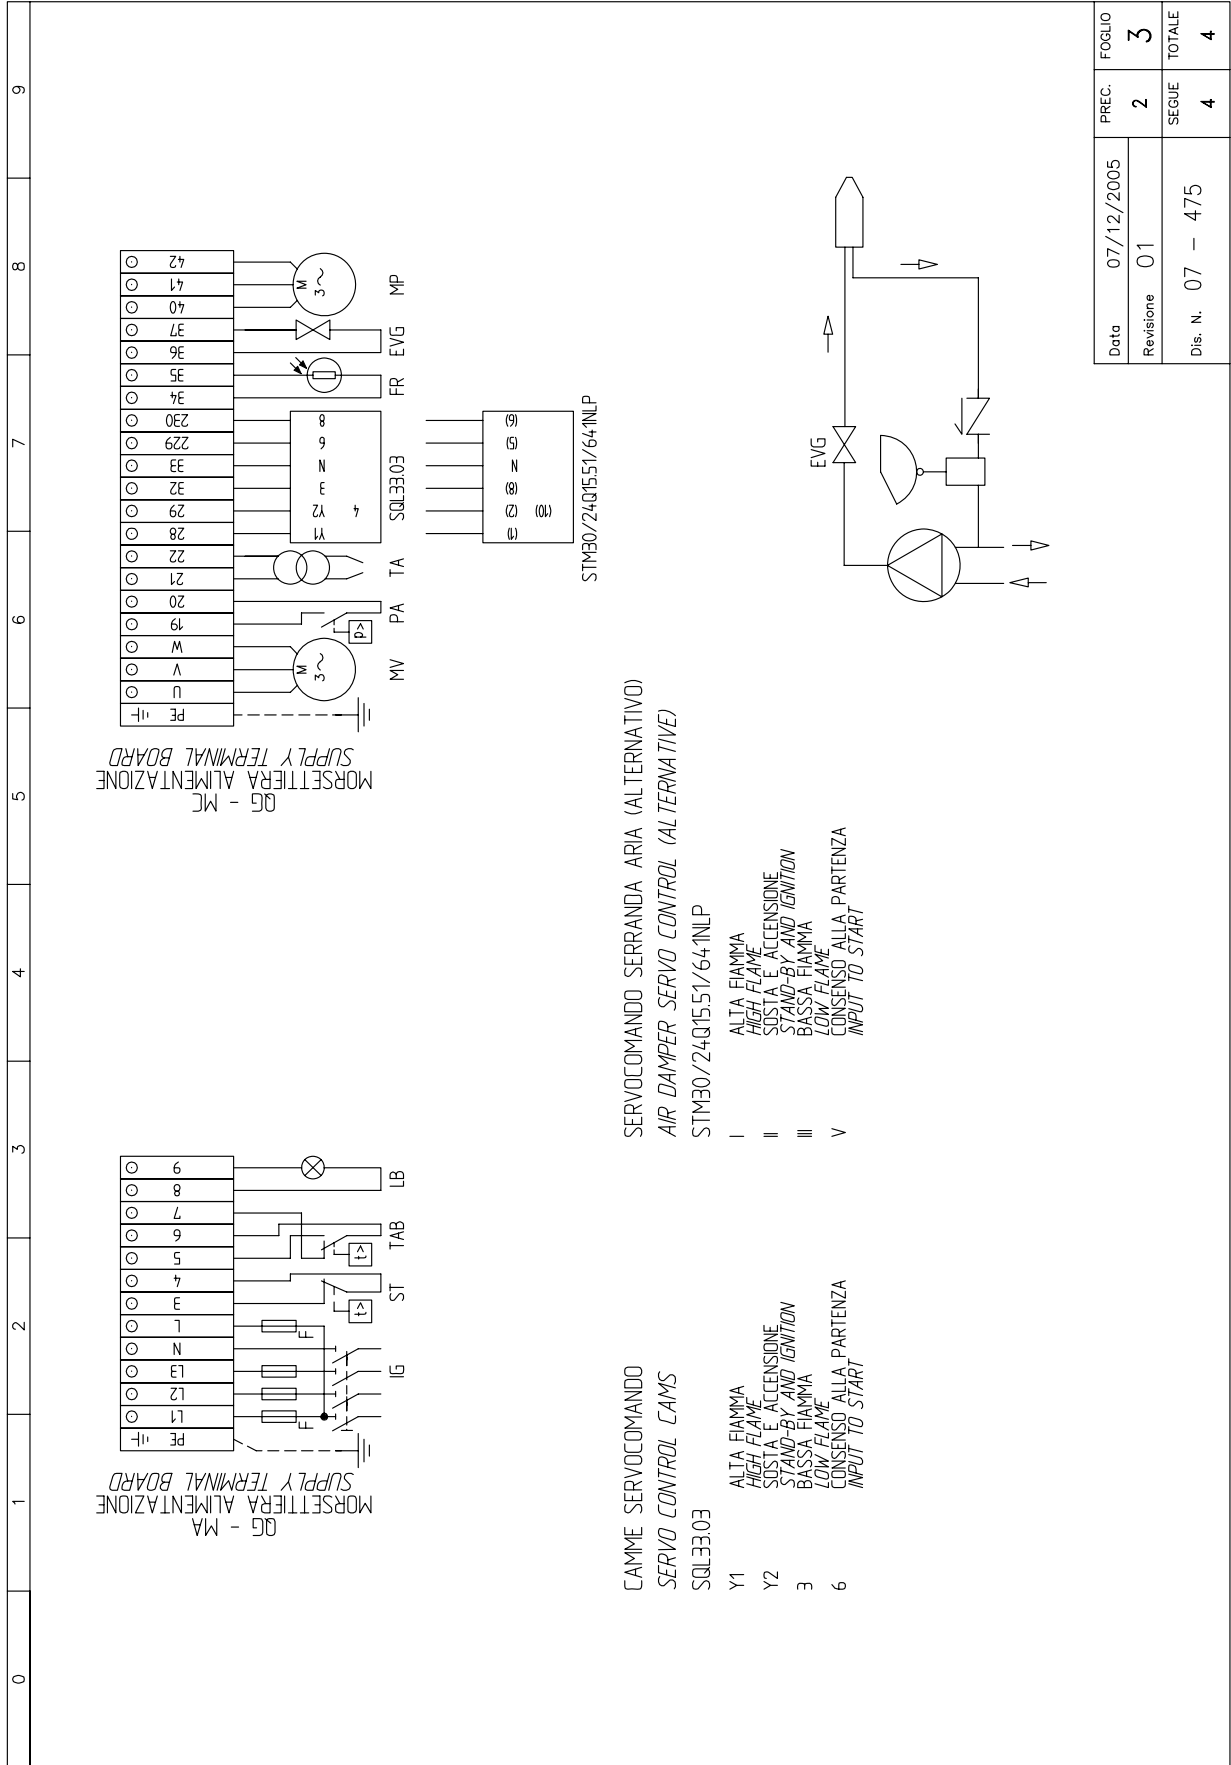 0 1 2 3 4 5 6 7 8 9
QG - MA
MORSETTIERA ALIMENTAZIONE
SUPPLY TERMINAL BOARD
PE L1 L2 L3 N L 3 4 5 6 7 8 9
F F
t> t>
IG ST TAB LB
QG - MC
MORSETTIERA ALIMENTAZIONE
SUPPLY TERMINAL BOARD
PE U V W 19 20 21 22 28 29 32 33 229 230 34 35 36 37 40 41 42
M 3~
p>
Y1 Y2 3 N 6 8
4
M 3~
MV PA TA SQL33.03 FR EVG MP
(1) (2) (8) N (5) (6)
(10)
STM30/24Q15.51/641NLP
CAMME SERVOCOMANDO
SERVO CONTROL CAMS
SQL33.03
Y1 ALTA FIAMMA
HIGH FLAME
Y2 SOSTA E ACCENSIONE
STAND-BY AND IGNITION
3 BASSA FIAMMA
LOW FLAME
6 CONSENSO ALLA PARTENZA
INPUT TO START
SERVOCOMANDO SERRANDA ARIA (ALTERNATIVO)
AIR DAMPER SERVO CONTROL (ALTERNATIVE)
STM30/24Q15.51/641NLP
I ALTA FIAMMA
HIGH FLAME
II SOSTA E ACCENSIONE
STAND-BY AND IGNITION
III BASSA FIAMMA
LOW FLAME
V CONSENSO ALLA PARTENZA
INPUT TO START
EVG
Data 07/12/2005
Revisione 01
Dis. N. 07 - 475
PREC. 2
FOGLIO 3
SEGUE 4
TOTALE 4